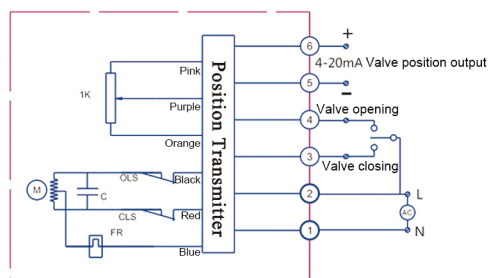 6
+
4-20mA Valve position output
Pink
1K
Purple
5
−
Valve opening
4
Orange
Position Transmitter
3
Valve closing
OLS
Black
M
C
2
L
CLS
Red
AC
FR
1
N
Blue